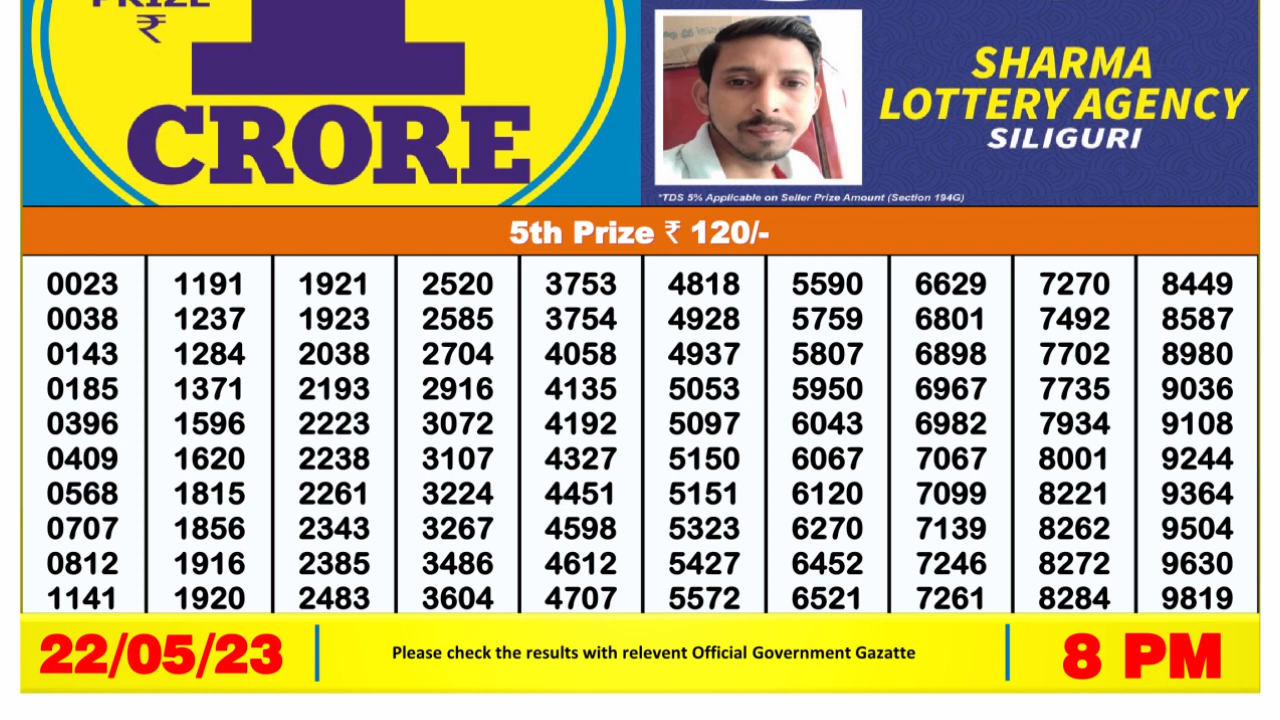 PRIZE
₹
1
CRORE
SHARMA
LOTTERY AGENCY
SILIGURI
*TDS 5% Applicable on Seller Prize Amount (Section 194G)
5th Prize ₹ 120/-
0023 1191 1921 2520 3753 4818 5590 6629 7270 8449
0038 1237 1923 2585 3754 4928 5759 6801 7492 8587
0143 1284 2038 2704 4058 4937 5807 6898 7702 8980
0185 1371 2193 2916 4135 5053 5950 6967 7735 9036
0396 1596 2223 3072 4192 5097 6043 6982 7934 9108
0409 1620 2238 3107 4327 5150 6067 7067 8001 9244
0568 1815 2261 3224 4451 5151 6120 7099 8221 9364
0707 1856 2343 3267 4598 5323 6270 7139 8262 9504
0812 1916 2385 3486 4612 5427 6452 7246 8272 9630
1141 1920 2483 3604 4707 5572 6521 7261 8284 9819
22/05/23
Please check the results with relevent Official Government Gazatte
8 PM